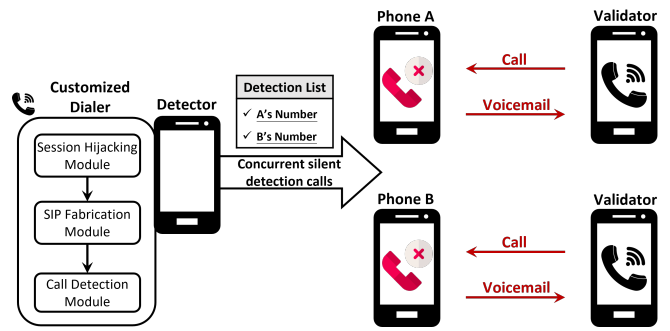 Customized
Dialer
Session Hijacking
Module
SIP Fabrication
Module
Call Detection
Module
Detector
Detection List
✓ A's Number
✓ B's Number
Concurrent silent
detection calls
Phone A
Validator
Call
Voicemail
Phone B
Validator
Call
Voicemail